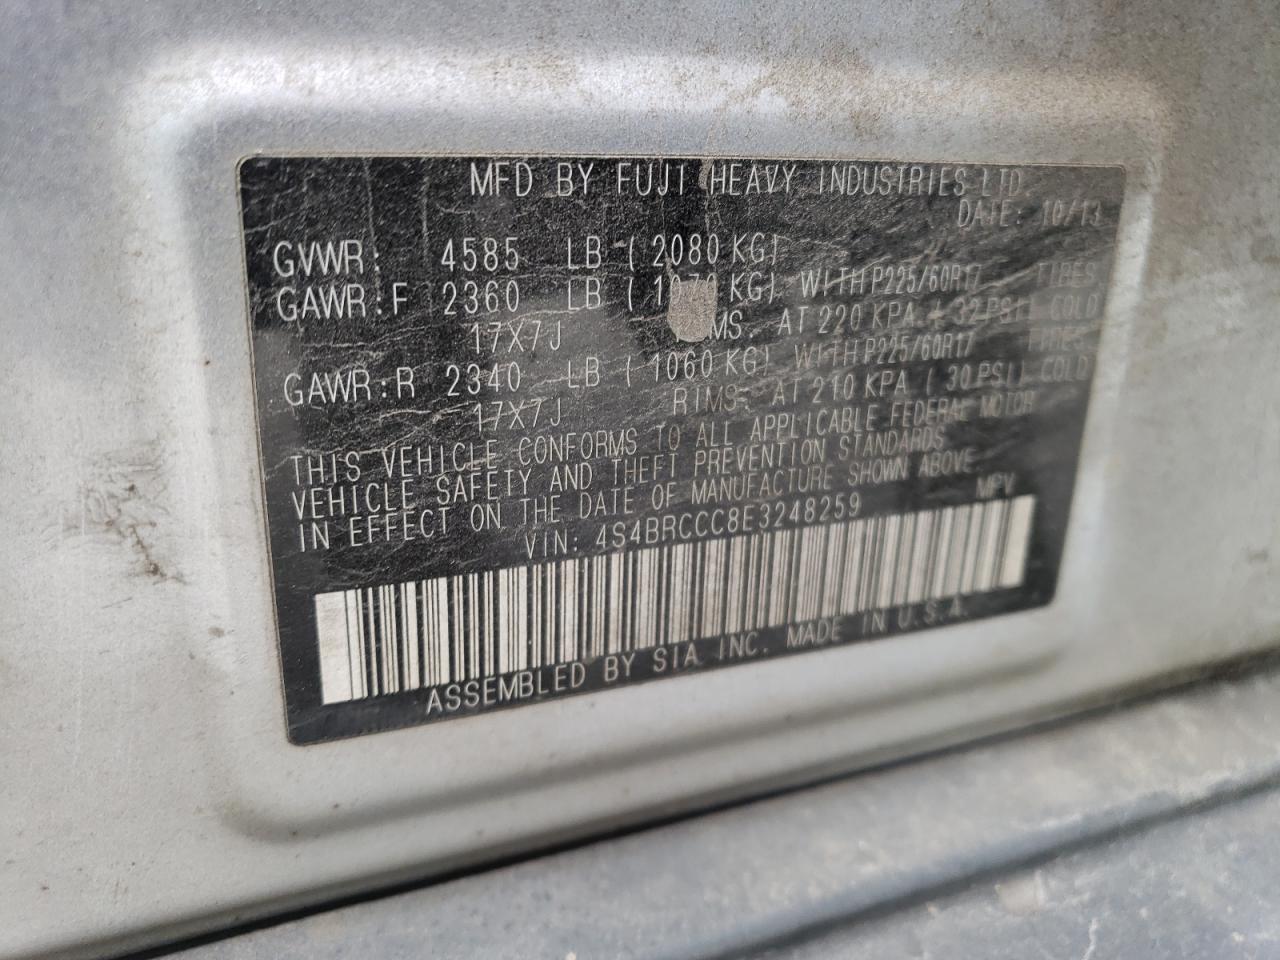 MFD BY FUJI HEAVY INDUSTRIES LTD
DATE: 10/13
GVWR: 4585 LB ( 2080 KG)
GAWR:F 2360 LB ( KG) WITH P225/60R17 TIRES
17X7J AT 220 KPA ( 32 PSI) COLD
GAWR:R 2340 LB ( 1060 KG) WITH P225/60R17 TIRES
17X7J RIMS. AT 210 KPA ( 30 PSI) COLD
THIS VEHICLE CONFORMS TO ALL APPLICABLE FEDERAL MOTOR
VEHICLE SAFETY AND THEFT PREVENTION STANDARDS
IN EFFECT ON THE DATE OF MANUFACTURE SHOWN ABOVE.
VIN: 4S4BRCCC8E3248259 MPV
ASSEMBLED BY SIA INC. MADE IN U.S.A.